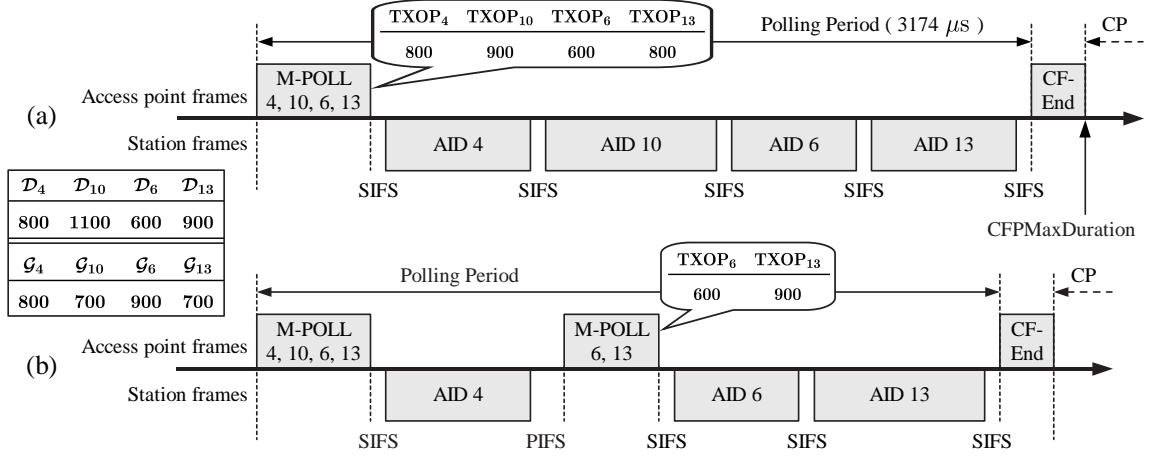 TXOP4 TXOP10 TXOP6 TXOP13
800 900 600 800
Polling Period ( 3174 μs )
CP
(a)
Access point frames
M-POLL
4, 10, 6, 13
CF-
End
Station frames
AID 4
AID 10
AID 6
AID 13
SIFS
SIFS
SIFS
SIFS
SIFS
CFPMaxDuration
𝒟4 𝒟10 𝒟6 𝒟13
800 1100 600 900
𝒢4 𝒢10 𝒢6 𝒢13
800 700 900 700
Polling Period
TXOP6 TXOP13
600 900
CP
(b)
Access point frames
M-POLL
4, 10, 6, 13
M-POLL
6, 13
CF-
End
Station frames
AID 4
AID 6
AID 13
SIFS
PIFS
SIFS
SIFS
SIFS